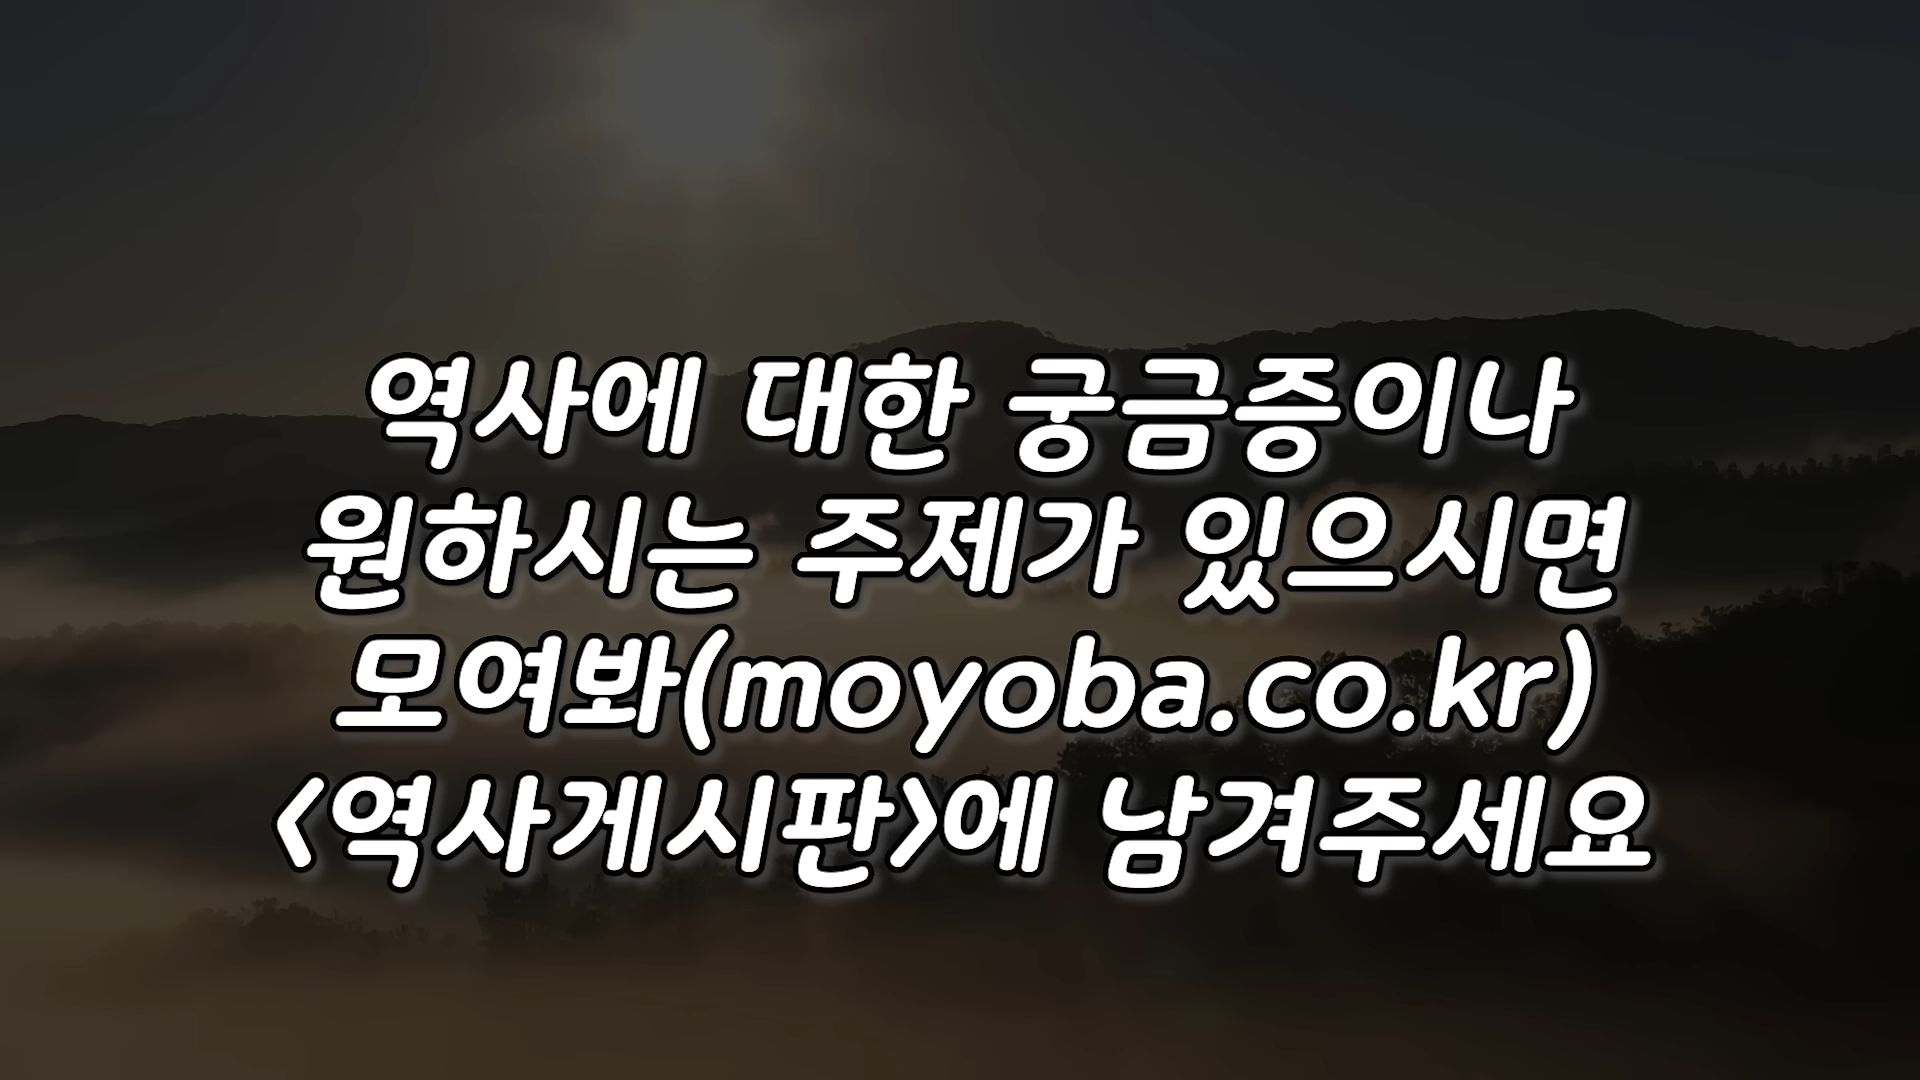 역사에 대한 궁금증이나
원하시는 주제가 있으시면
모여봐(moyoba.co.kr)
<역사게시판>에 남겨주세요